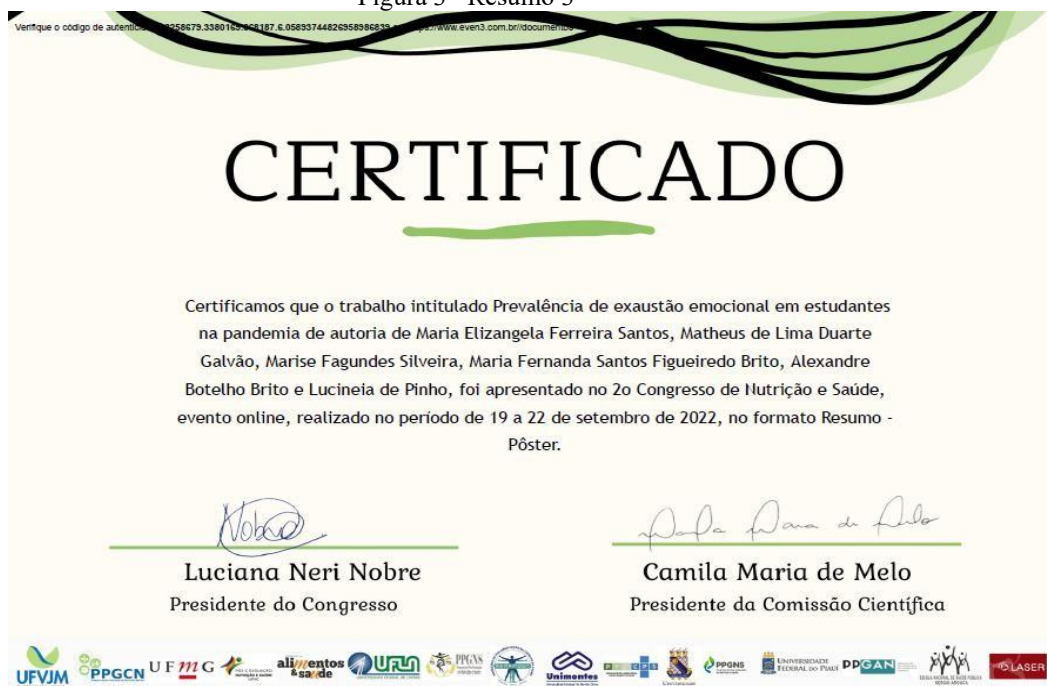 Verifique o código de
CERTIFICADO
Certificamos que o trabalho intitulado Prevalência de exaustão emocional em estudantes
na pandemia de autoria de Maria Elizangela Ferreira Santos, Matheus de Lima Duarte
Galvão, Marise Fagundes Silveira, Maria Fernanda Santos Figueiredo Brito, Alexandre
Botelho Brito e Lucineia de Pinho, foi apresentado no 2o Congresso de Nutrição e Saúde,
evento online, realizado no período de 19 a 22 de setembro de 2022, no formato Resumo -
Pôster.
Luciana Neri Nobre
Presidente do Congresso
Camila Maria de Melo
Presidente da Comissão Científica
UFVJM PPGCN UFMG alimentos & saúde UFLA PPGNS Unimontes PPGNS UNIVERSIDADE FEDERAL DO PIAUÍ PPGAN LASER